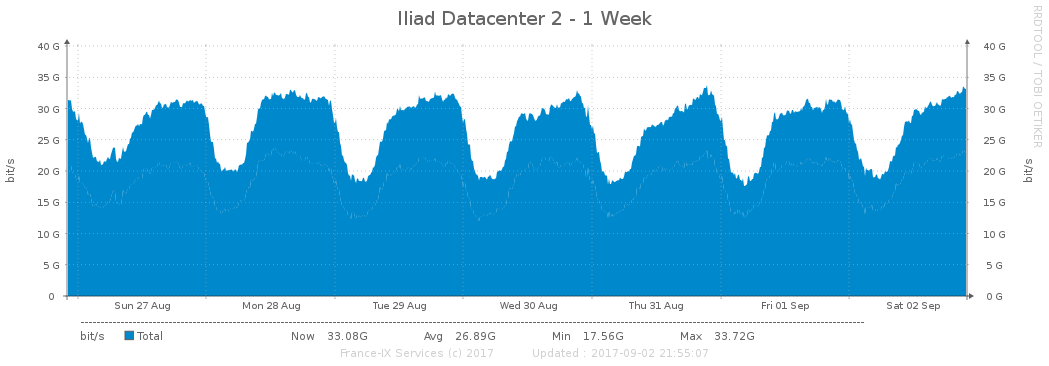 Iliad Datacenter 2 - 1 Week
RRDTOOL / TOBI OETIKER
40 G 40 G
35 G 35 G
30 G 30 G
25 G 25 G
20 G 20 G
15 G 15 G
10 G 10 G
5 G 5 G
0 0 G
bit/s bit/s
Sun 27 Aug Mon 28 Aug Tue 29 Aug Wed 30 Aug Thu 31 Aug Fri 01 Sep Sat 02 Sep
bit/s Total Now 33.08G Avg 26.89G Min 17.56G Max 33.72G
France-IX Services (c) 2017 Updated : 2017-09-02 21:55:07